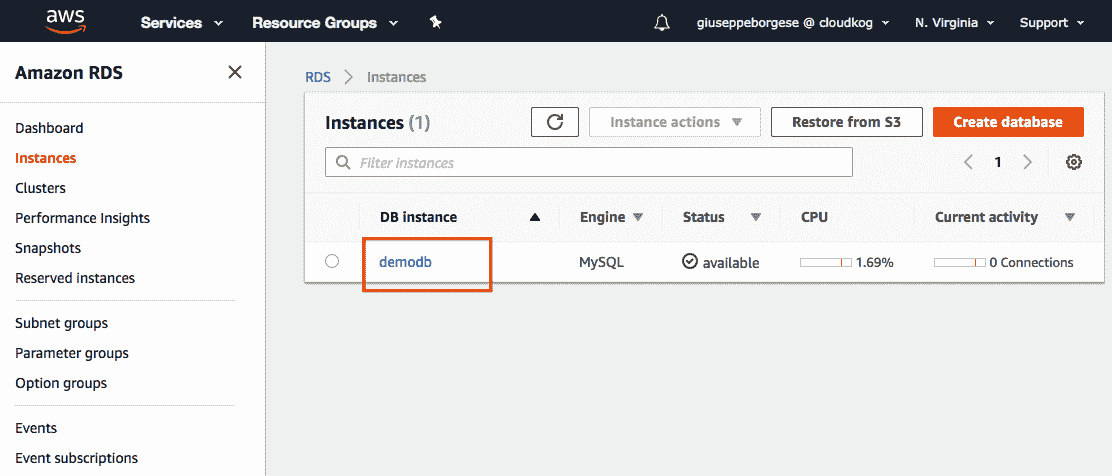 aws
Services
Resource Groups
giuseppeborgese @ cloudkog
N. Virginia
Support
Amazon RDS
Dashboard
Instances
Clusters
Performance Insights
Snapshots
Reserved instances
Subnet groups
Parameter groups
Option groups
Events
Event subscriptions
RDS > Instances
Instances (1)
Instance actions
Restore from S3
Create database
Filter instances
1
DB instance
Engine
Status
CPU
Current activity
demodb
MySQL
available
1.69%
0 Connections